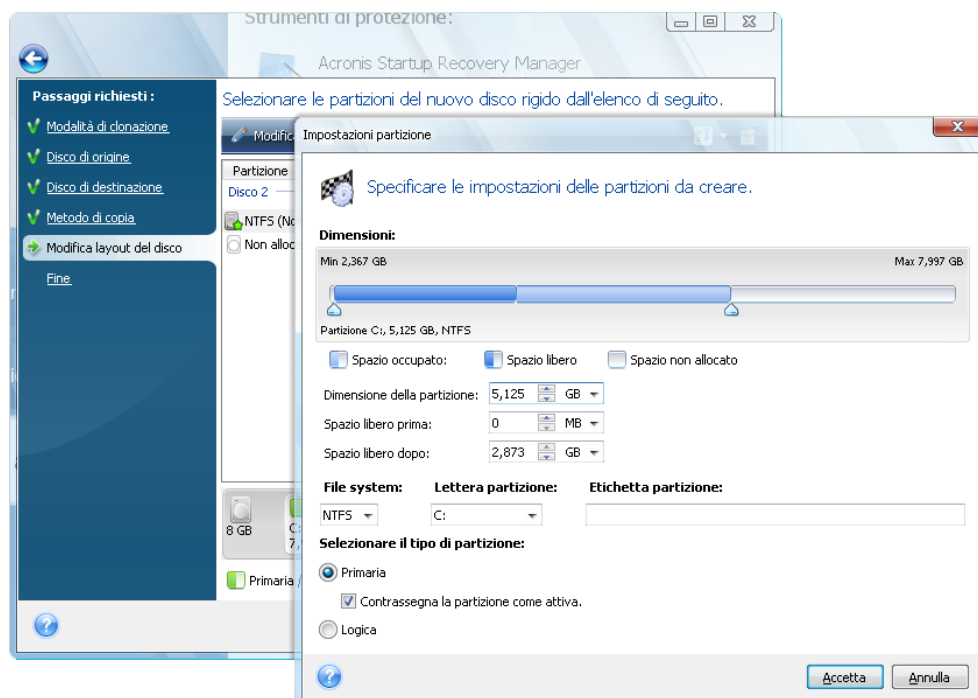 Strumenti di protezione:
Acronis Startup Recovery Manager
Passaggi richiesti :
Modalità di clonazione
Disco di origine
Disco di destinazione
Metodo di copia
Modifica layout del disco
Fine
Selezionare le partizioni del nuovo disco rigido dall'elenco di seguito.
Modific
Partizione
Disco 2
NTFS (No
Non alloc
8 GB
C:
7,
Primaria /
Impostazioni partizione
Specificare le impostazioni delle partizioni da creare.
Dimensioni:
Min 2,367 GB Max 7,997 GB
Partizione C:, 5,125 GB, NTFS
Spazio occupato: Spazio libero Spazio non allocato
Dimensione della partizione: 5,125 GB
Spazio libero prima: 0 MB
Spazio libero dopo: 2,873 GB
File system: Lettera partizione: Etichetta partizione:
NTFS C:
Selezionare il tipo di partizione:
Primaria
Contrassegna la partizione come attiva.
Logica
Accetta Annulla